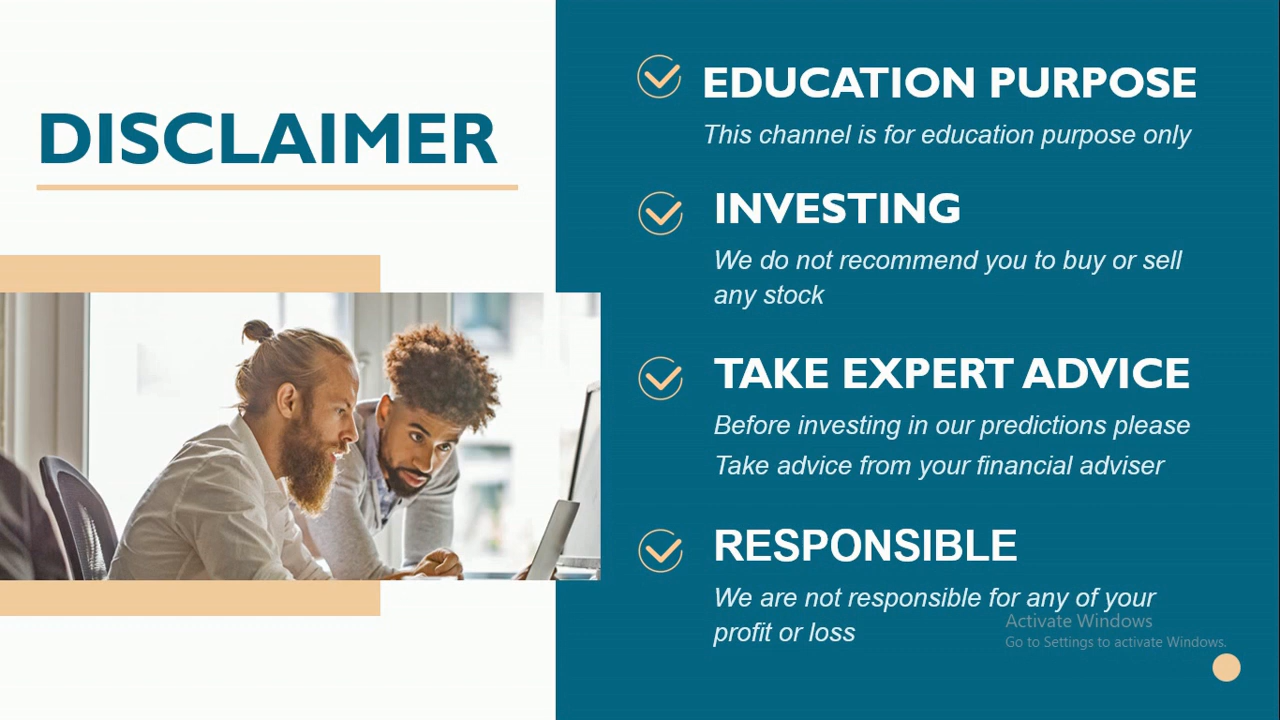 DISCLAIMER
EDUCATION PURPOSE
This channel is for education purpose only
INVESTING
We do not recommend you to buy or sell
any stock
TAKE EXPERT ADVICE
Before investing in our predictions please
Take advice from your financial adviser
RESPONSIBLE
We are not responsible for any of your
profit or loss
Activate Windows
Go to Settings to activate Windows.